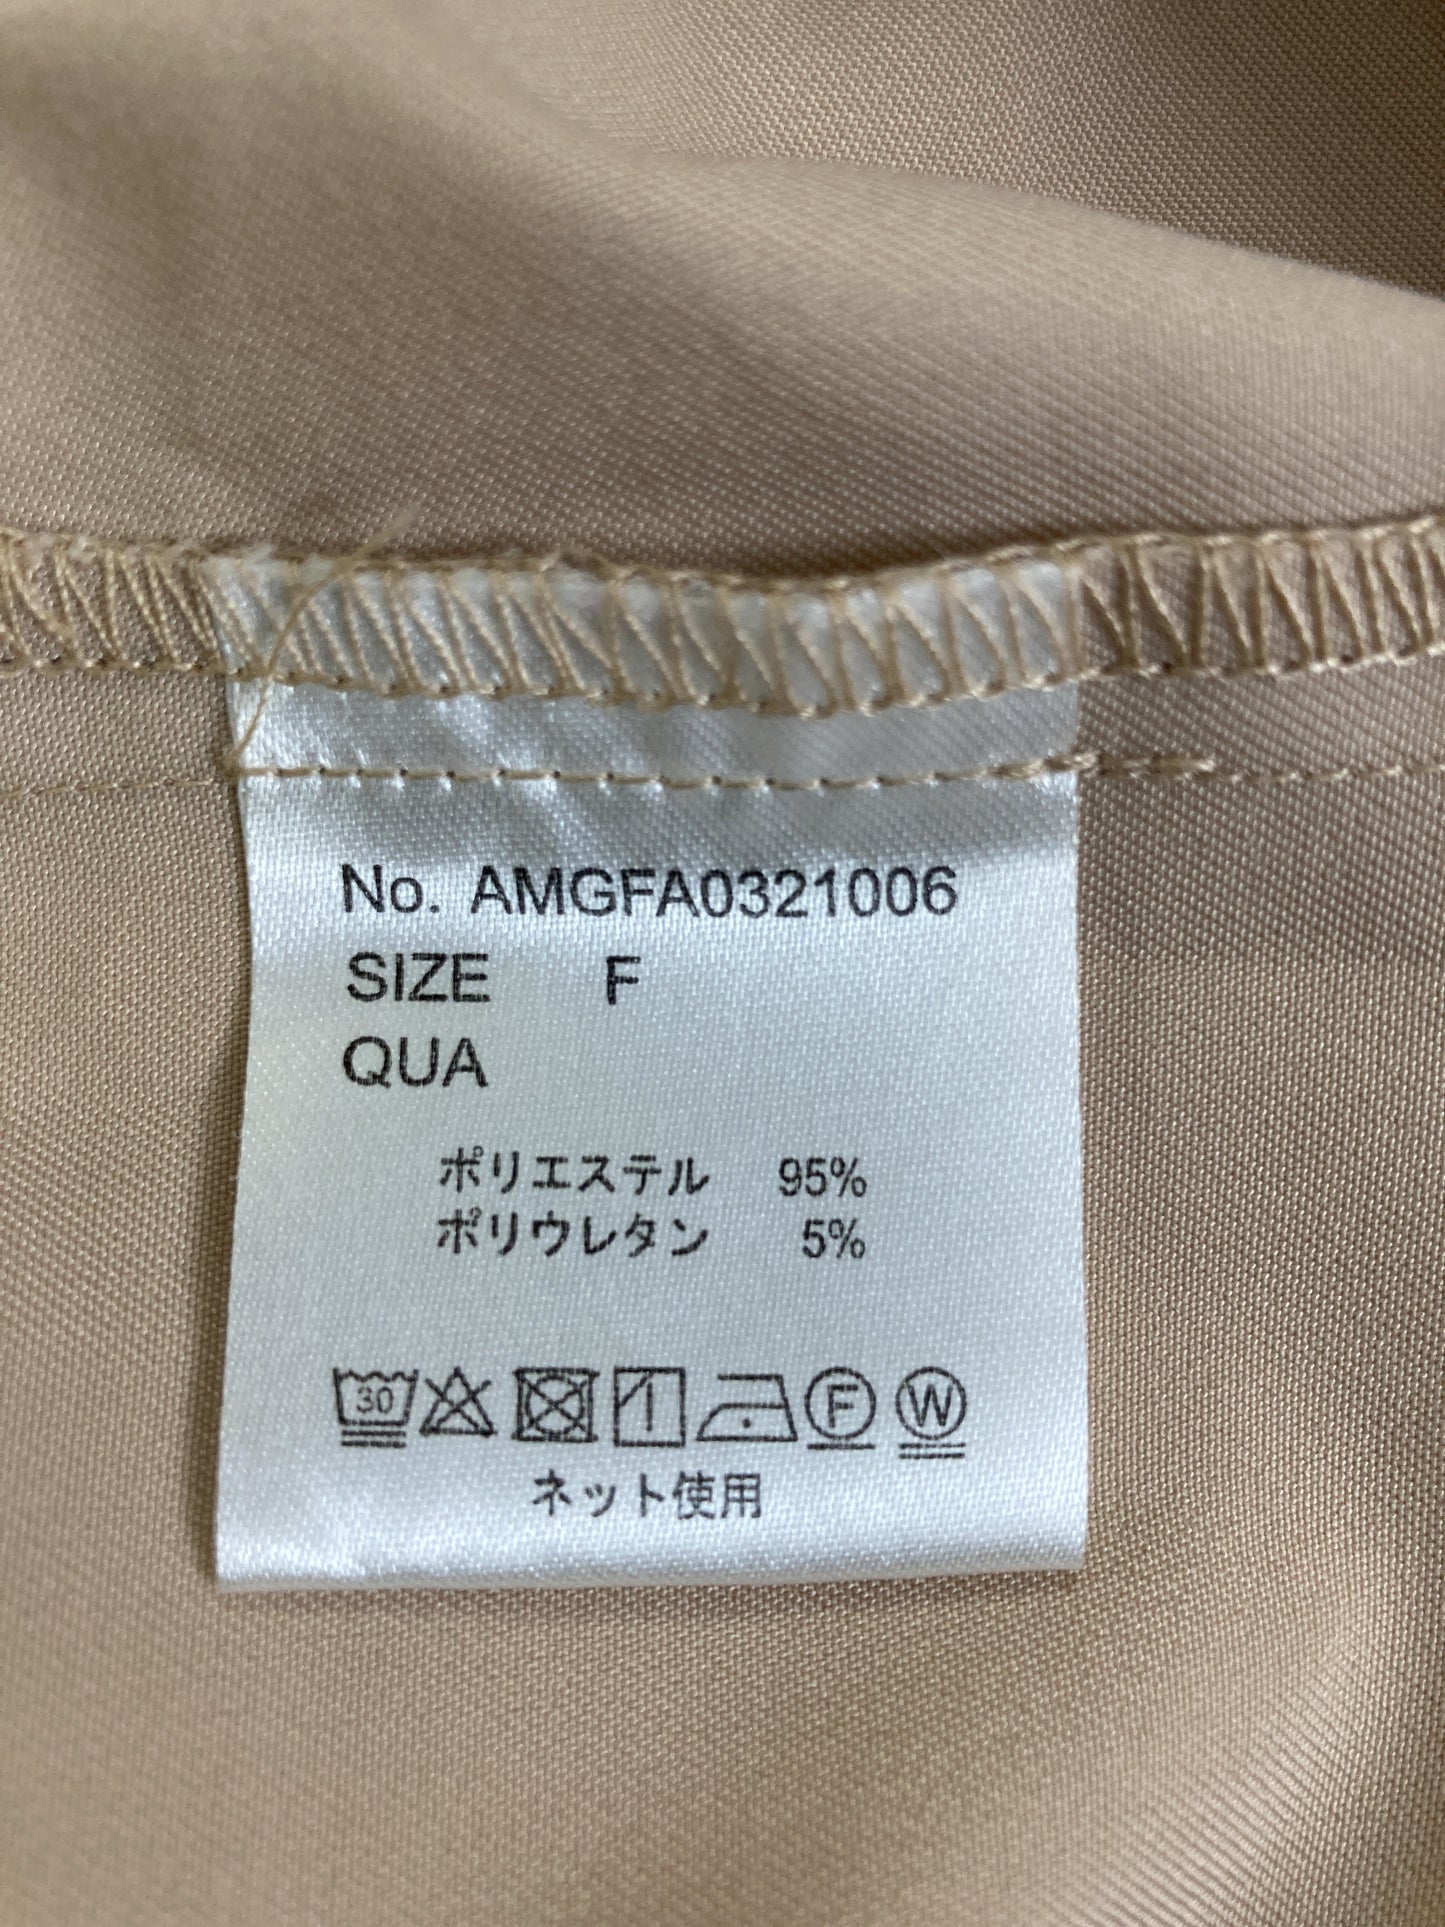 No. AMGFA0321006
SIZE F
QUA
ポリエステル 95%
ポリウレタン 5%
30 F W
ネット使用